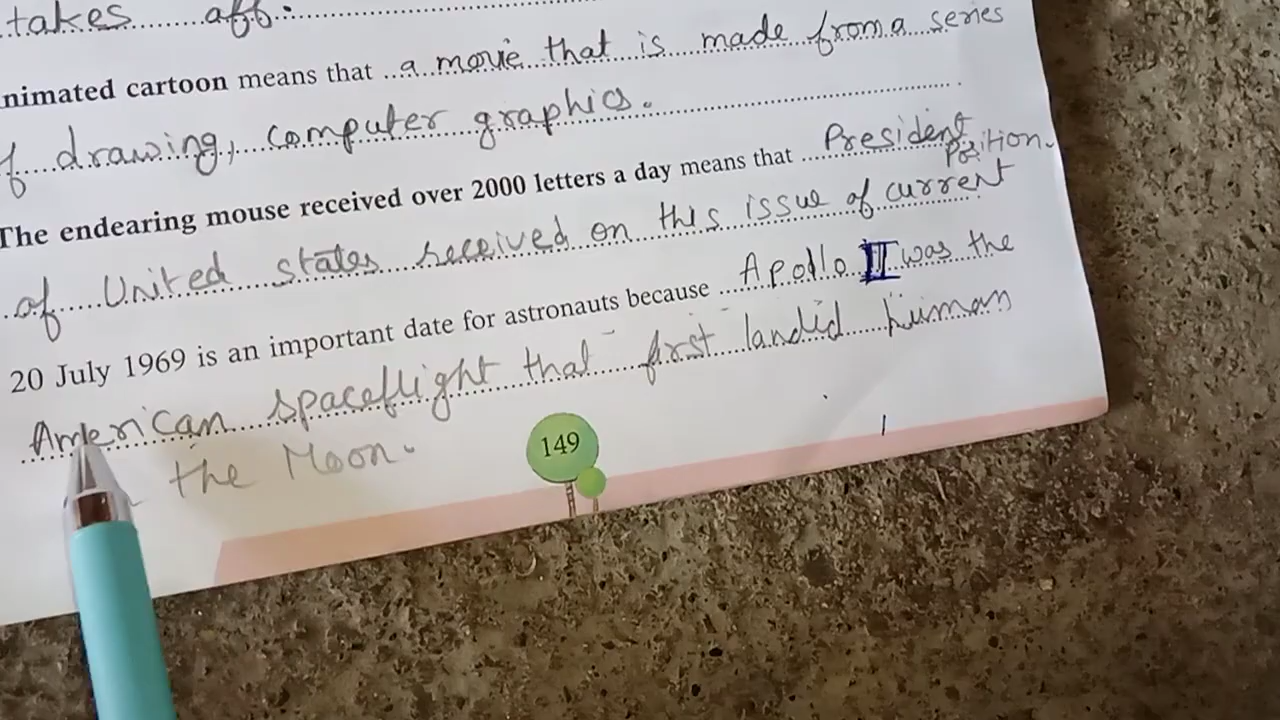 takes off.
nimated cartoon means that a movie that is made from a series
f drawing, computer graphics.
The endearing mouse received over 2000 letters a day means that President
position.
of United states received on this issue of current
20 July 1969 is an important date for astronauts because Apollo II was the
American spaceflight that first landid human
the Moon.
149